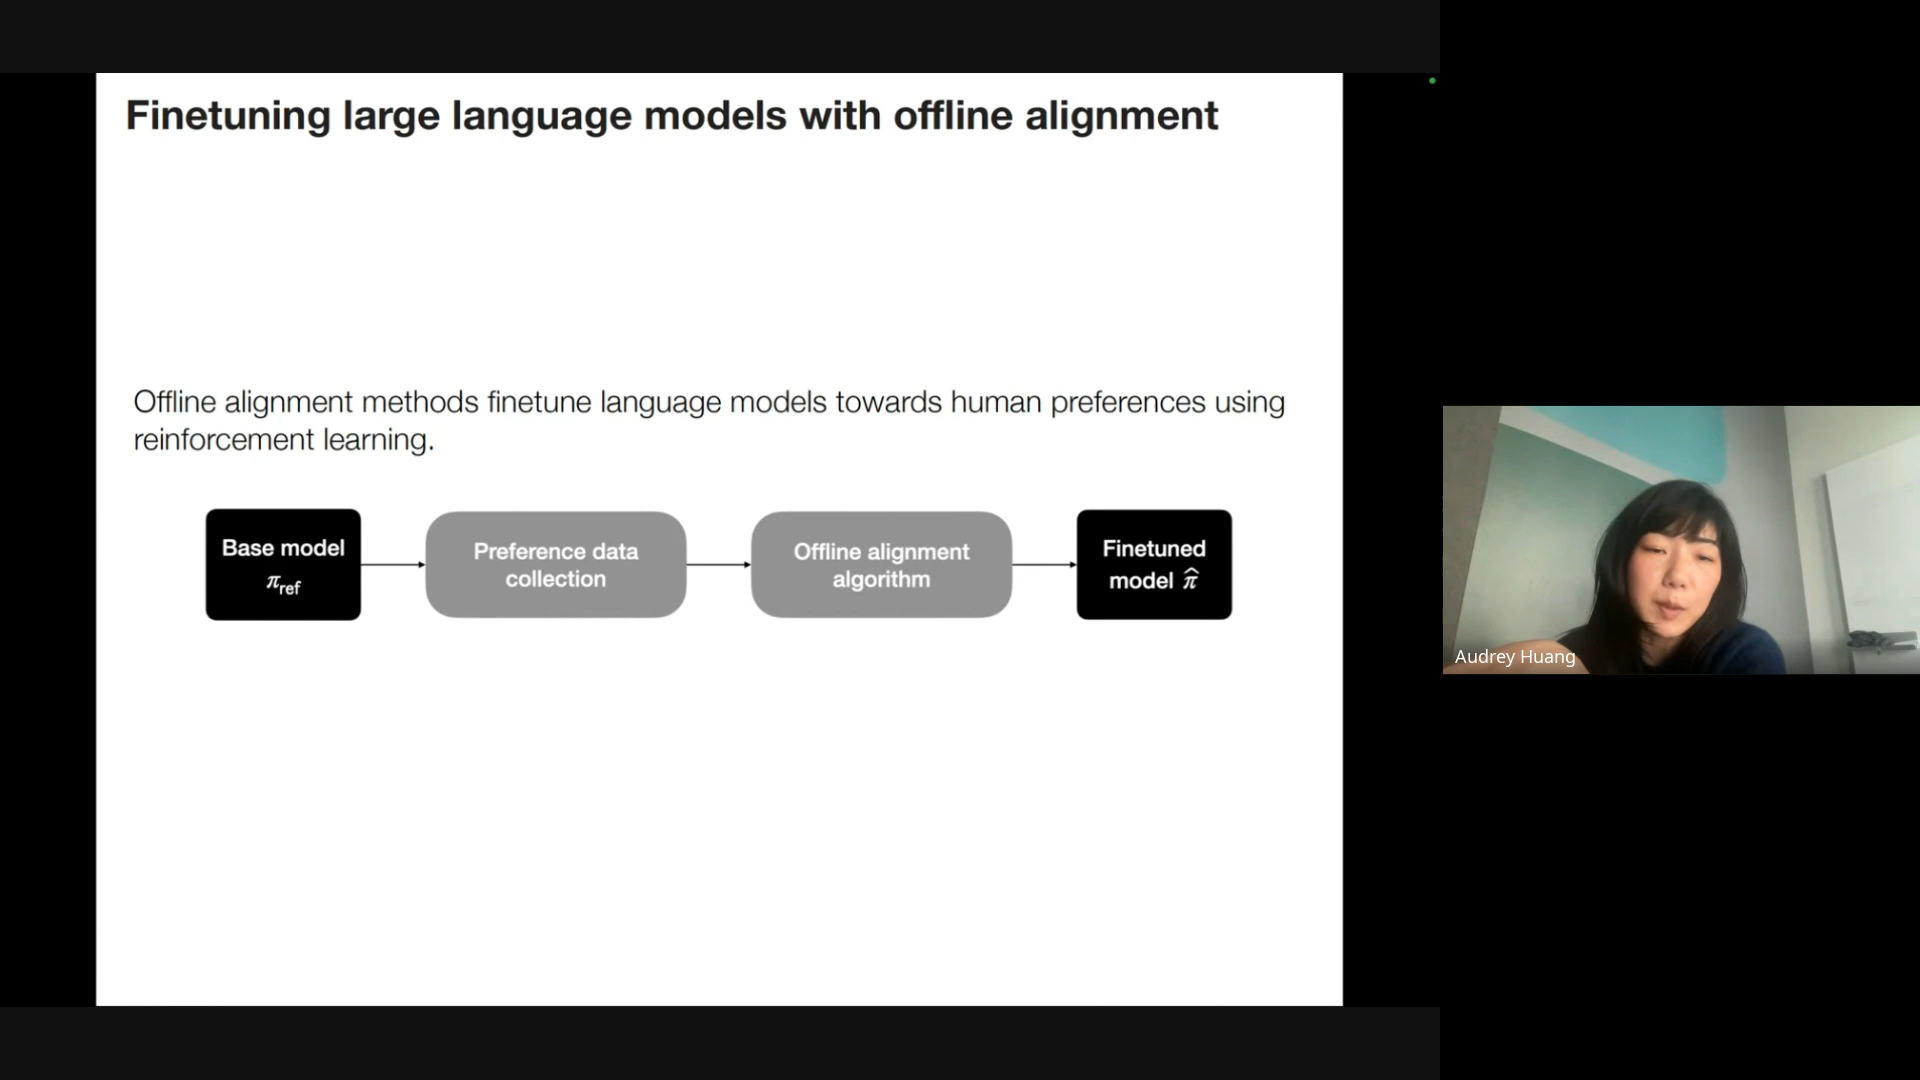 Finetuning large language models with offline alignment
Offline alignment methods finetune language models towards human preferences using
reinforcement learning.
Base model
π_ref
Preference data
collection
Offline alignment
algorithm
Finetuned
model π̂
Audrey Huang